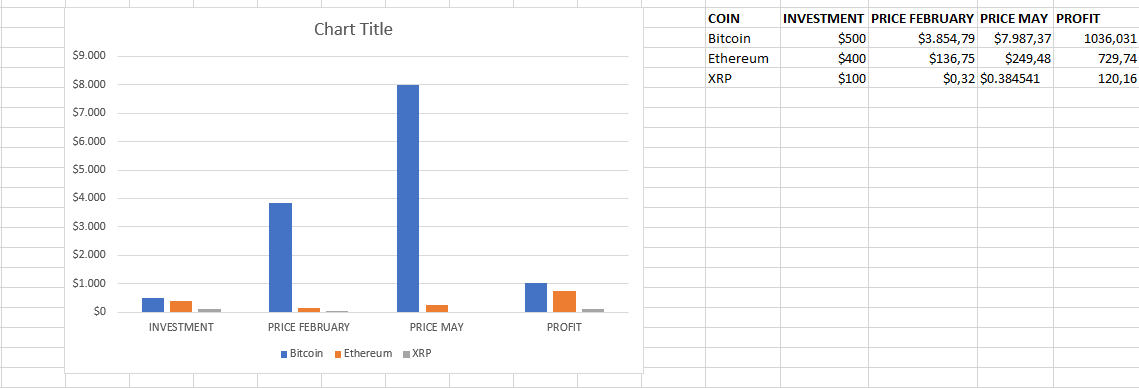 Chart Title
$9.000
$8.000
$7.000
$6.000
$5.000
$4.000
$3.000
$2.000
$1.000
$0
INVESTMENT PRICE FEBRUARY PRICE MAY PROFIT
Bitcoin Ethereum XRP
COIN INVESTMENT PRICE FEBRUARY PRICE MAY PROFIT
Bitcoin $500 $3.854,79 $7.987,37 1036,031
Ethereum $400 $136,75 $249,48 729,74
XRP $100 $0,32 $0.384541 120,16